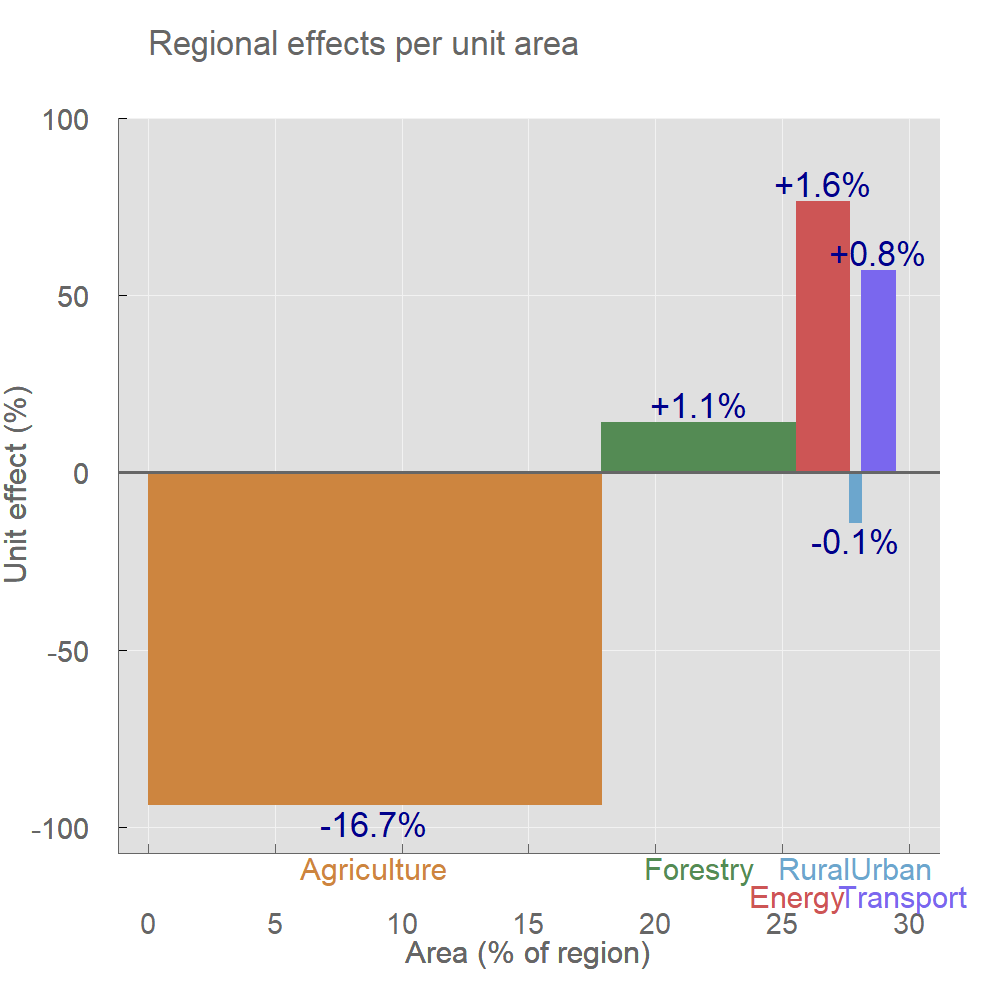 Regional effects per unit area
100
50
0
-50
-100
Unit effect (%)
+1.6%
+0.8%
+1.1%
-0.1%
-16.7%
Agriculture Forestry RuralUrban
Energy Transport
0 5 10 15 20 25 30
Area (% of region)